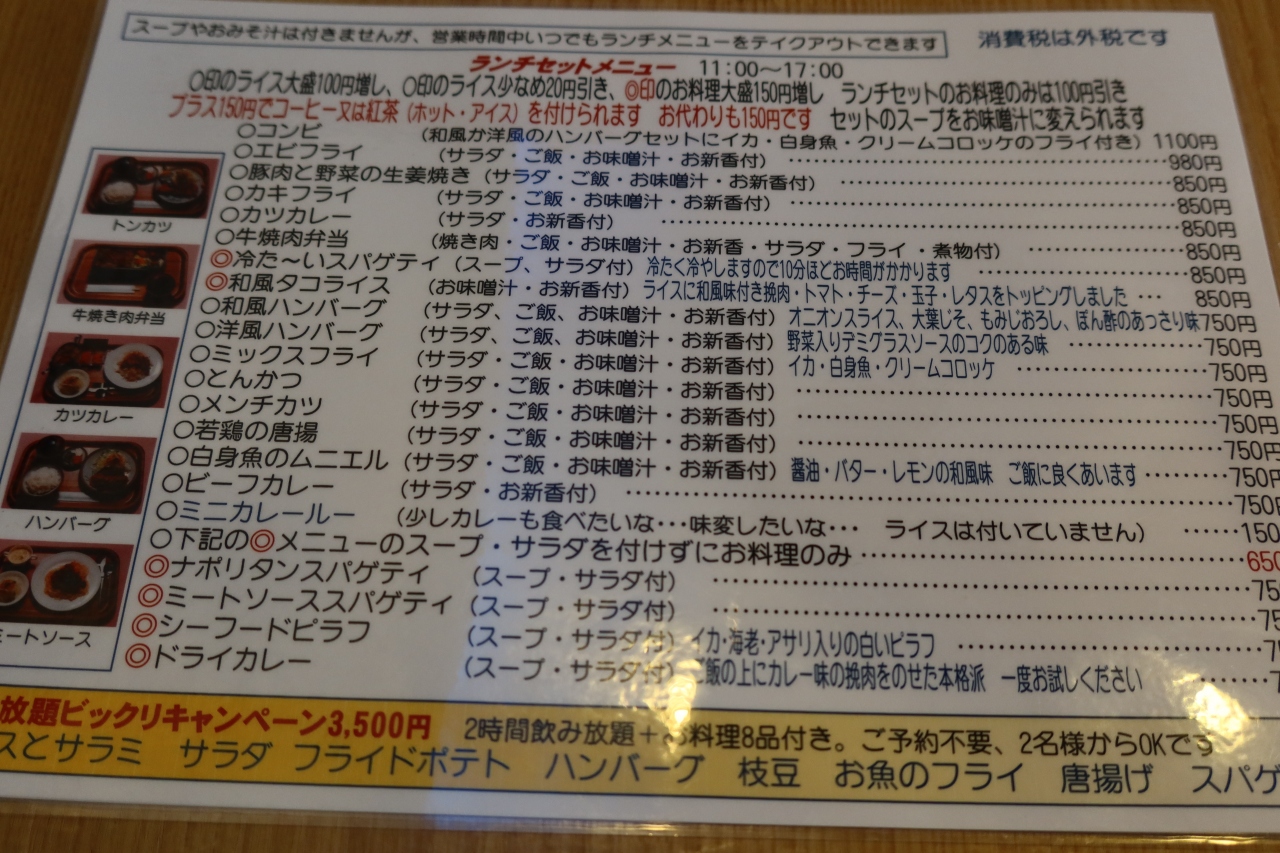 スープやおみそ汁は付きませんが、営業時間中いつでもランチメニューをテイクアウトできます
消費税は外税です
ランチセットメニュー 11:00～17:00
○印のライス大盛100円増し、○印のライス少なめ20円引き、◎印のお料理大盛150円増し ランチセットのお料理のみは100円引き
プラス150円でコーヒー又は紅茶（ホット・アイス）を付けられます お代わりも150円です セットのスープをお味噌汁に変えられます
○コンビ （和風か洋風のハンバーグセットにイカ・白身魚・クリームコロッケのフライ付き）1100円
○エビフライ （サラダ・ご飯・お味噌汁・お新香付） 980円
○豚肉と野菜の生姜焼き （サラダ・ご飯・お味噌汁・お新香付） 850円
○カキフライ （サラダ・ご飯・お味噌汁・お新香付） 850円
○カツカレー （サラダ・お新香付） 850円
○牛焼肉弁当 （焼き肉・ご飯・お味噌汁・お新香・サラダ・フライ・煮物付） 850円
◎冷た～いスパゲティ （スープ、サラダ付） 冷たく冷やしますので10分ほどお時間がかかります 850円
◎和風タコライス （お味噌汁・お新香付） ライスに和風味付き挽肉・トマト・チーズ・玉子・レタスをトッピングしました … 850円
○和風ハンバーグ （サラダ、ご飯、お味噌汁・お新香付） オニオンスライス、大葉じそ、もみじおろし、ぽん酢のあっさり味 750円
○洋風ハンバーグ （サラダ、ご飯、お味噌汁・お新香付） 野菜入りデミグラスソースのコクのある味 750円
○ミックスフライ （サラダ・ご飯・お味噌汁・お新香付） イカ・白身魚・クリームコロッケ 750円
○とんかつ （サラダ・ご飯・お味噌汁・お新香付） 750円
○メンチカツ （サラダ・ご飯・お味噌汁・お新香付） 750円
○若鶏の唐揚 （サラダ・ご飯・お味噌汁・お新香付） 750円
○白身魚のムニエル （サラダ・ご飯・お味噌汁・お新香付） 醤油・バター・レモンの和風味 ご飯に良くあいます 750円
○ビーフカレー （サラダ・お新香付） 750円
○ミニカレールー （少しカレーも食べたいな…味変したいな… ライスは付いていません） 150
○下記の◎メニューのスープ・サラダを付けずにお料理のみ 650
◎ナポリタンスパゲティ （スープ・サラダ付） 75
◎ミートソーススパゲティ （スープ・サラダ付） 75
◎シーフードピラフ （スープ・サラダ付） イカ・海老・アサリ入りの白いピラフ 7
◎ドライカレー （スープ・サラダ付） ご飯の上にカレー味の挽肉をのせた本格派 一度お試しください 7
トンカツ
牛焼き肉弁当
カツカレー
ハンバーグ
ミートソース
放題ビックリキャンペーン3,500円 2時間飲み放題＋お料理8品付き。ご予約不要、2名様からOKです
スとサラミ サラダ フライドポテト ハンバーグ 枝豆 お魚のフライ 唐揚げ スパゲ